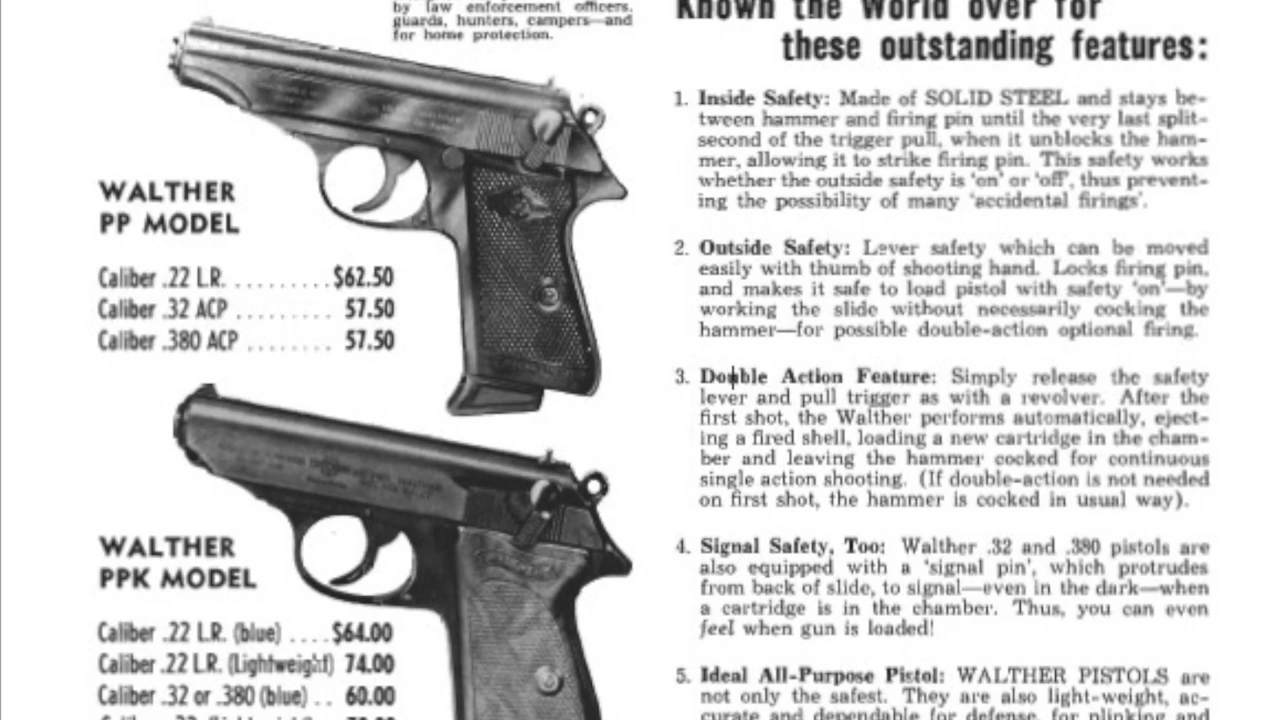 by law enforcement officers,
guards, hunters, campers—and
for home protection.
WALTHER
PP MODEL
Caliber .22 L.R. .......... $62.50
Caliber .32 ACP ......... 57.50
Caliber .380 ACP ........ 57.50
WALTHER
PPK MODEL
Caliber .22 L.R. (blue) .... $64.00
Caliber .22 L.R. (Lightweight) 74.00
Caliber .32 or .380 (blue) .. 60.00
Known the World over for
these outstanding features:
1. Inside Safety: Made of SOLID STEEL and stays be-
tween hammer and firing pin until the very last split-
second of the trigger pull, when it unblocks the ham-
mer, allowing it to strike firing pin. This safety works
whether the outside safety is 'on' or 'off', thus prevent-
ing the possibility of many 'accidental firings'.
2. Outside Safety: Lever safety which can be moved
easily with thumb of shooting hand. Locks firing pin,
and makes it safe to load pistol with safety 'on'—by
working the slide without necessarily cocking the
hammer—for possible double-action optional firing.
3. Double Action Feature: Simply release the safety
lever and pull trigger as with a revolver. After the
first shot, the Walther performs automatically, eject-
ing a fired shell, loading a new cartridge in the cham-
ber and leaving the hammer cocked for continuous
single action shooting. (If double-action is not needed
on first shot, the hammer is cocked in usual way).
4. Signal Safety, Too: Walther .32 and .380 pistols are
also equipped with a 'signal pin', which protrudes
from back of slide, to signal—even in the dark—when
a cartridge is in the chamber. Thus, you can even
feel when gun is loaded!
5. Ideal All-Purpose Pistol: WALTHER PISTOLS are
not only the safest. They are also light-weight, ac-
curate and dependable for defense, for plinking and